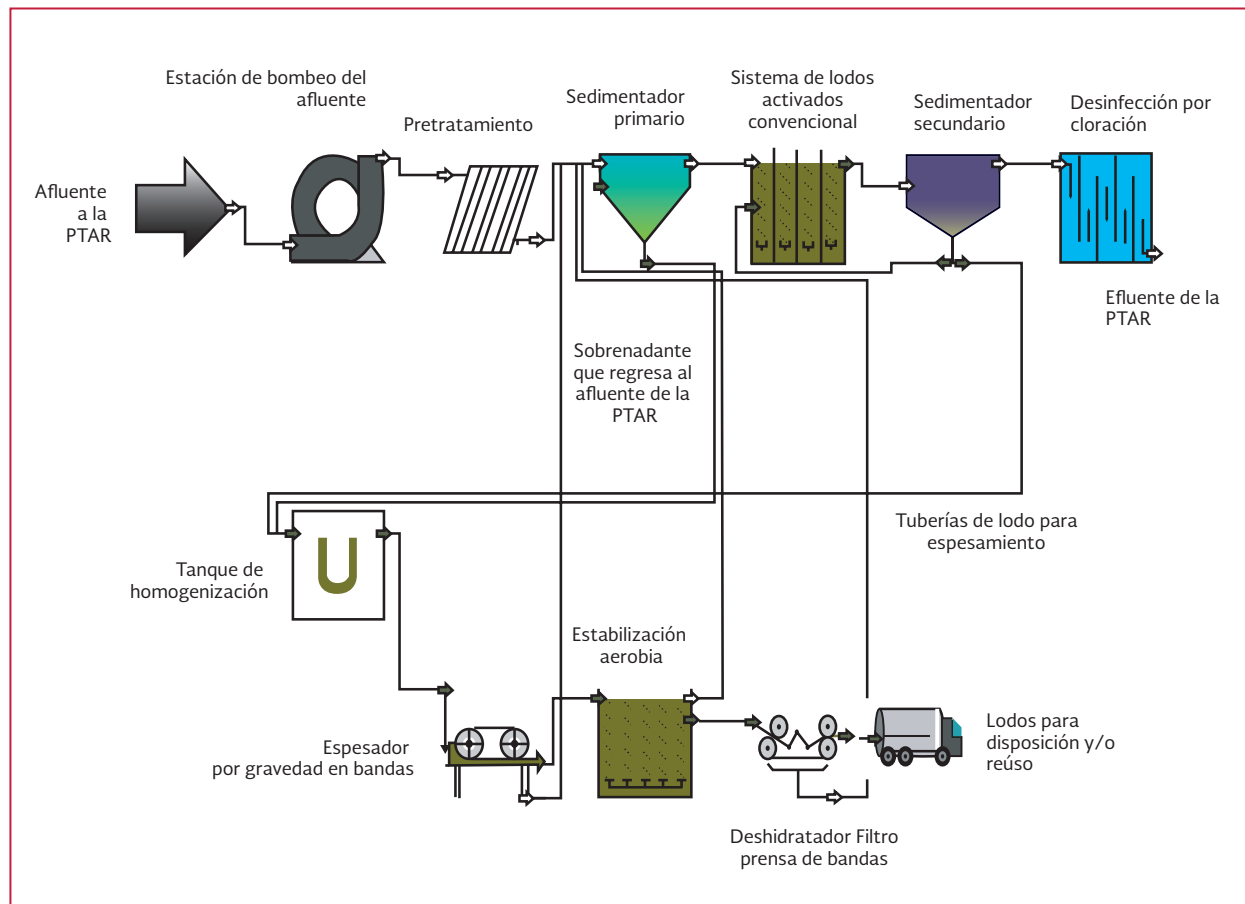 Estación de bombeo del
afluente
Pretratamiento
Sedimentador
primario
Sistema de lodos
activados
convencional
Sedimentador
secundario
Desinfección por
cloración
Afluente
a la
PTAR
Efluente de la
PTAR
Sobrenadante
que regresa al
afluente de la
PTAR
Tuberías de lodo para
espesamiento
Tanque de
homogenización
Estabilización
aerobia
Espesador
por gravedad en bandas
Lodos para
disposición y/o
reúso
Deshidratador Filtro
prensa de bandas